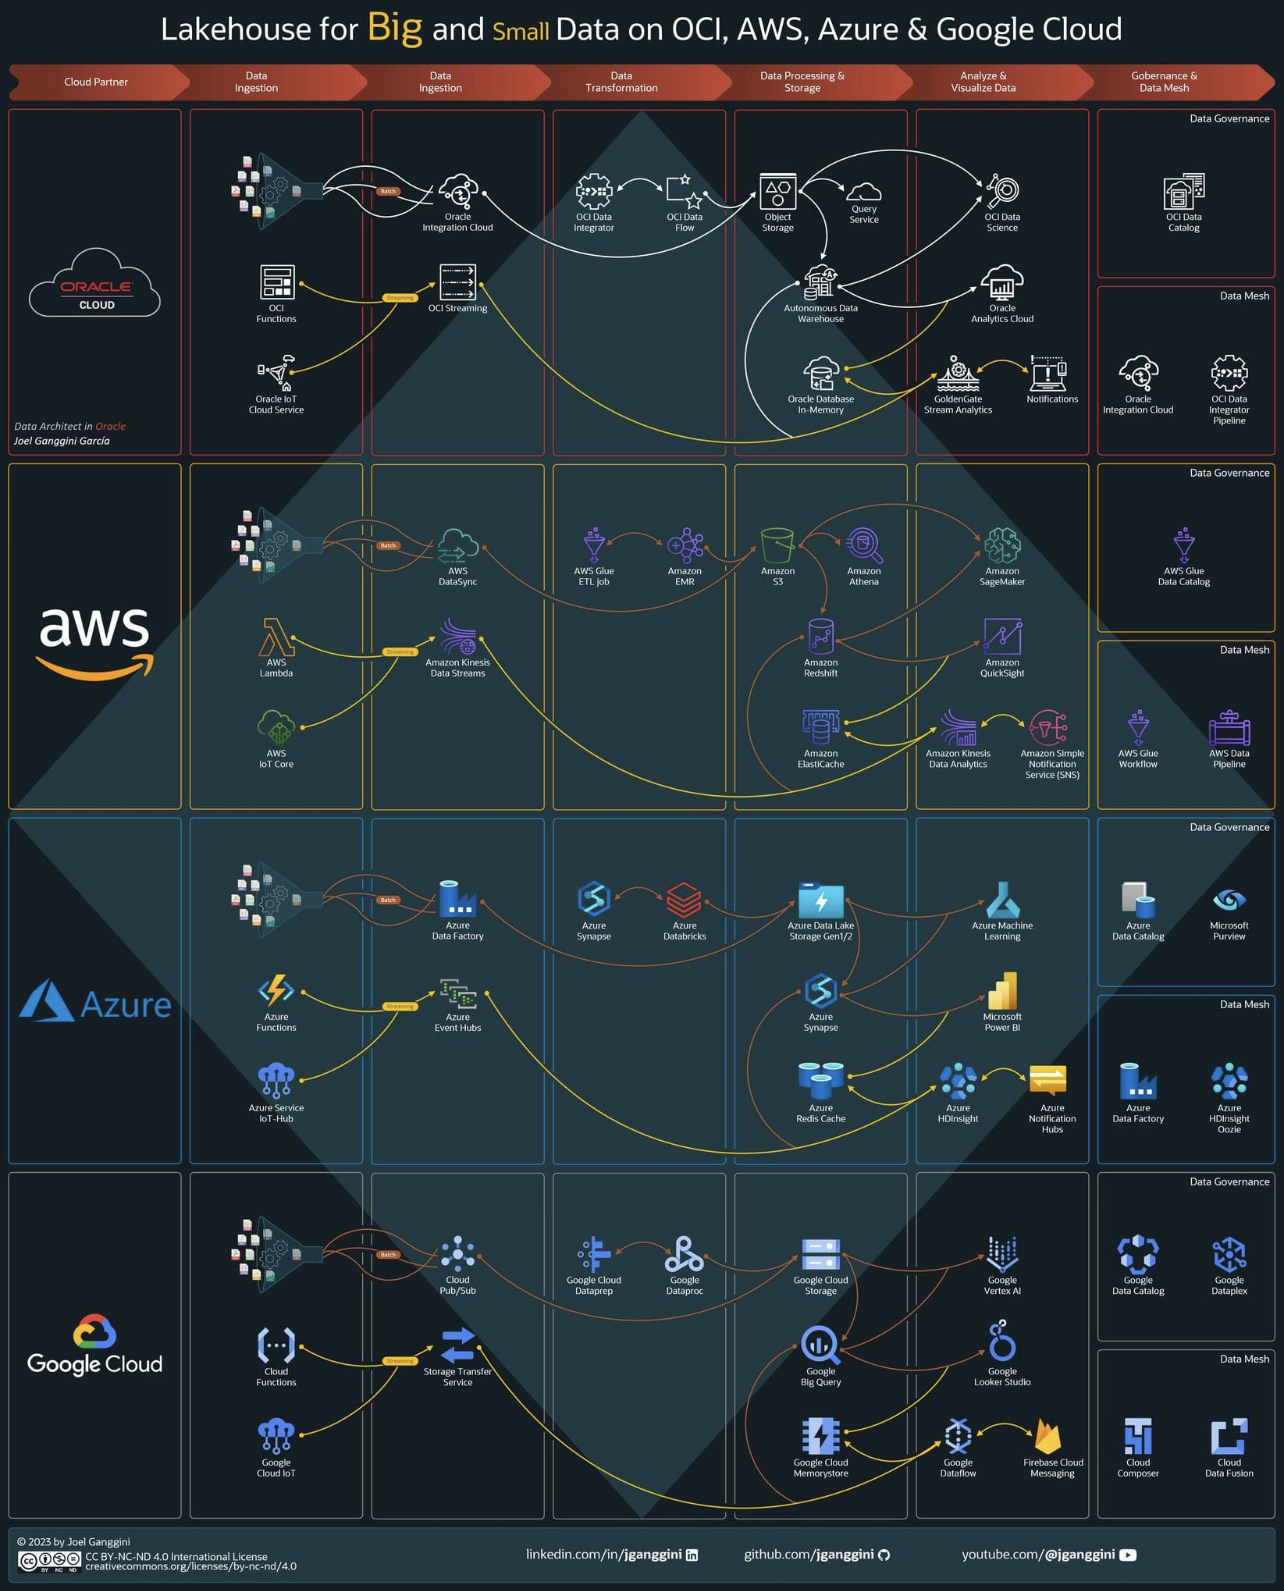 Lakehouse for Big and Small Data on OCI, AWS, Azure & Google Cloud
Cloud Partner
Data
Ingestion
Data
Ingestion
Data
Transformation
Data Processing &
Storage
Analyze &
Visualize Data
Gobernance &
Data Mesh
ORACLE
CLOUD
Data Architect in Oracle
Joel Ganggini García
Batch
Oracle
Integration Cloud
OCI Data
Integrator
OCI Data
Flow
Object
Storage
Query
Service
OCI Data
Science
OCI
Functions
Streaming
OCI Streaming
Autonomous Data
Warehouse
Oracle
Analytics Cloud
Oracle IoT
Cloud Service
Oracle Database
In-Memory
GoldenGate
Stream Analytics
Notifications
Data Governance
OCI Data
Catalog
Data Mesh
Oracle
Integration Cloud
OCI Data
Integrator
Pipeline
aws
Batch
AWS
DataSync
AWS Glue
ETL job
Amazon
EMR
Amazon
S3
Amazon
Athena
Amazon
SageMaker
AWS
Lambda
Streaming
Amazon Kinesis
Data Streams
Amazon
Redshift
Amazon
QuickSight
AWS
IoT Core
Amazon
ElastiCache
Amazon Kinesis
Data Analytics
Amazon Simple
Notification
Service (SNS)
Data Governance
AWS Glue
Data Catalog
Data Mesh
AWS Glue
Workflow
AWS Data
Pipeline
Azure
Batch
Azure
Data Factory
Azure
Synapse
Azure
Databricks
Azure Data Lake
Storage Gen1/2
Azure Machine
Learning
Azure
Functions
Streaming
Azure
Event Hubs
Azure
Synapse
Microsoft
Power BI
Azure Service
IoT-Hub
Azure
Redis Cache
Azure
HDInsight
Azure
Notification
Hubs
Data Governance
Azure
Data Catalog
Microsoft
Purview
Data Mesh
Azure
Data Factory
Azure
HDInsight
Oozie
Google Cloud
Batch
Cloud
Pub/Sub
Google Cloud
Dataprep
Google
Dataproc
Google Cloud
Storage
Google
Vertex AI
Cloud
Functions
Streaming
Storage Transfer
Service
Google
Big Query
Google
Looker Studio
Google
Cloud IoT
Google Cloud
Memorystore
Google
Dataflow
Firebase Cloud
Messaging
Data Governance
Google
Data Catalog
Google
Dataplex
Data Mesh
Cloud
Composer
Cloud
Data Fusion
© 2023 by Joel Ganggini
CC BY NC ND
CC BY-NC-ND 4.0 International License
creativecommons.org/licenses/by-nc-nd/4.0
linkedin.com/in/jganggini in
github.com/jganggini
youtube.com/@jganggini